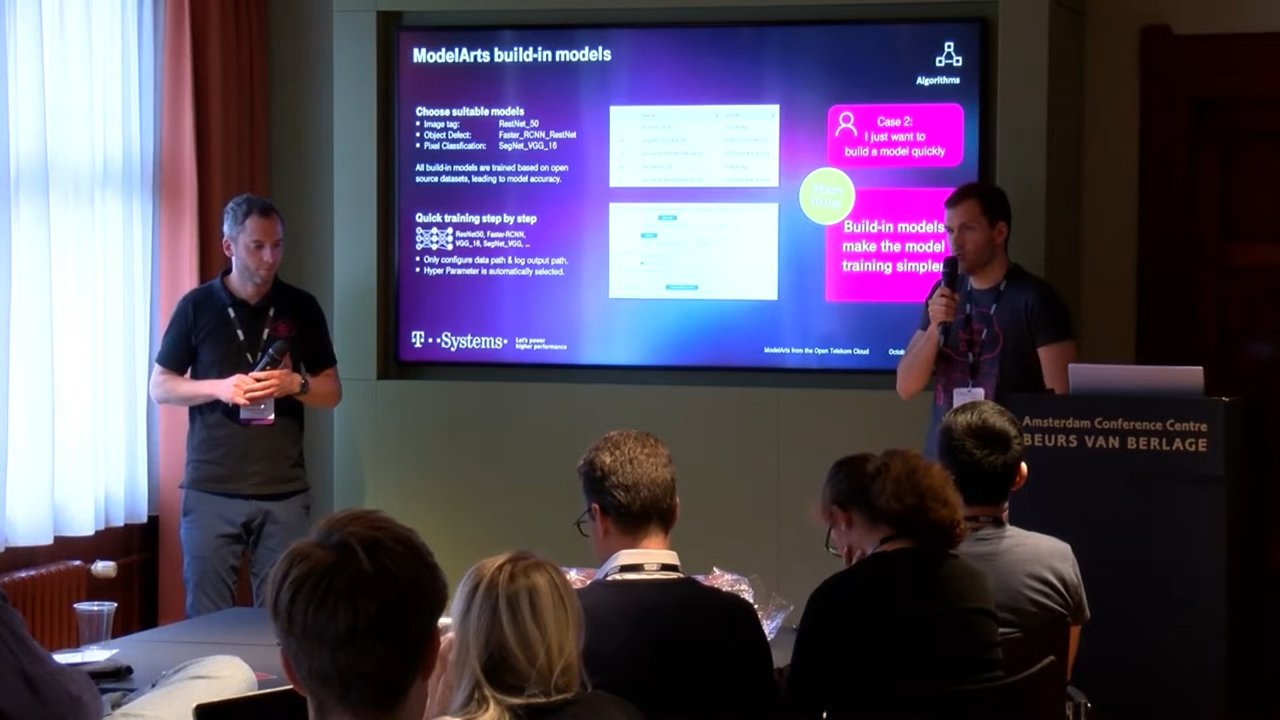 ModelArts build-in models
Algorithms
Choose suitable models
Image tag: RestNet_50
Object Defect: Faster_RCNN_RestNet
Pixel Classifcation: SegNet_VGG_16
All build-in models are trained based on open
source datasets, leading to model accuracy.
Quick training step by step
ResNet50, Faster-RCNN,
VGG_16, SegNet_VGG, ...
Only configure data path & log output path.
Hyper Parameter is automatically selected.
Case 2:
I just want to
build a model quickly
Build-in models
make the model
training simpler
T Systems
Let's power
higher performance
ModelArts from the Open Telekom Cloud
Amsterdam Conference Centre
BEURS VAN BERLAGE